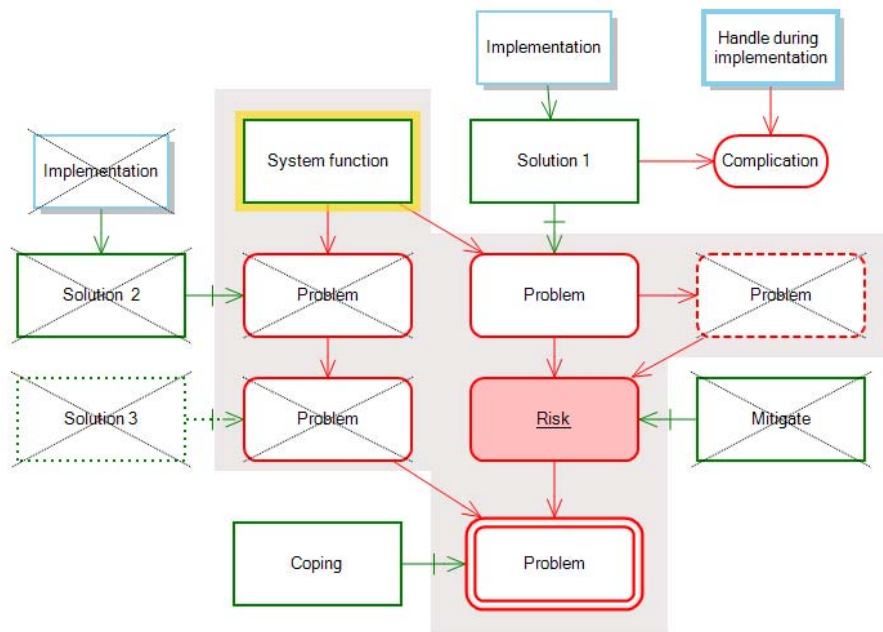 Implementation
Handle during
implementation
Implementation
System function
Solution 1
Complication
Solution 2
Problem
Problem
Problem
Solution 3
Problem
Risk
Mitigate
Coping
Problem